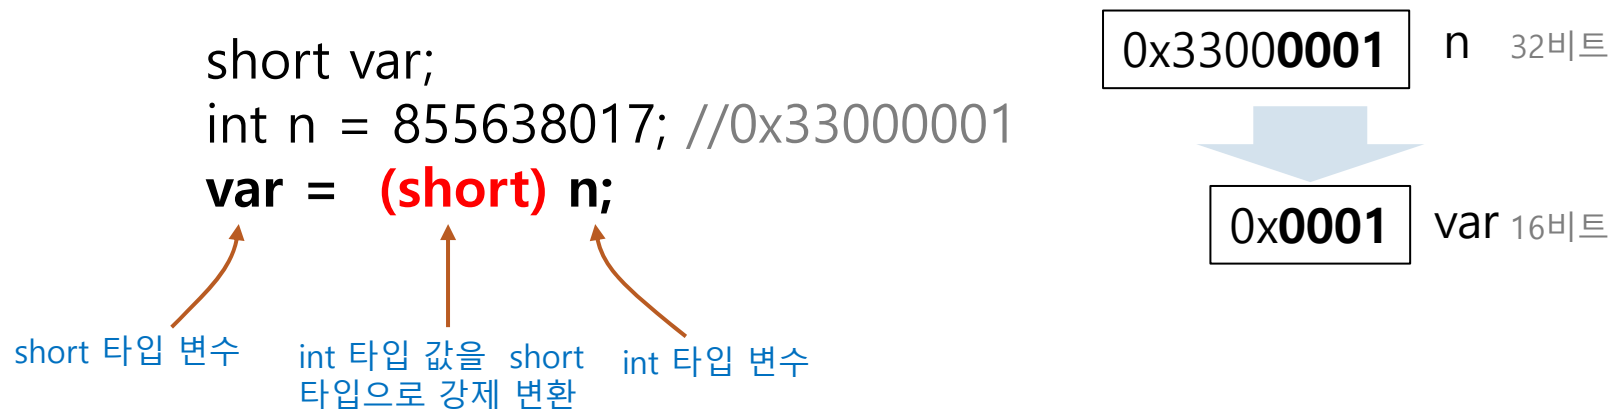 short var;
int n = 855638017; //0x33000001
var = (short) n;
short 타입 변수
int 타입 값을 short
타입으로 강제 변환
int 타입 변수
0x33000001 n 32비트
0x0001 var 16비트